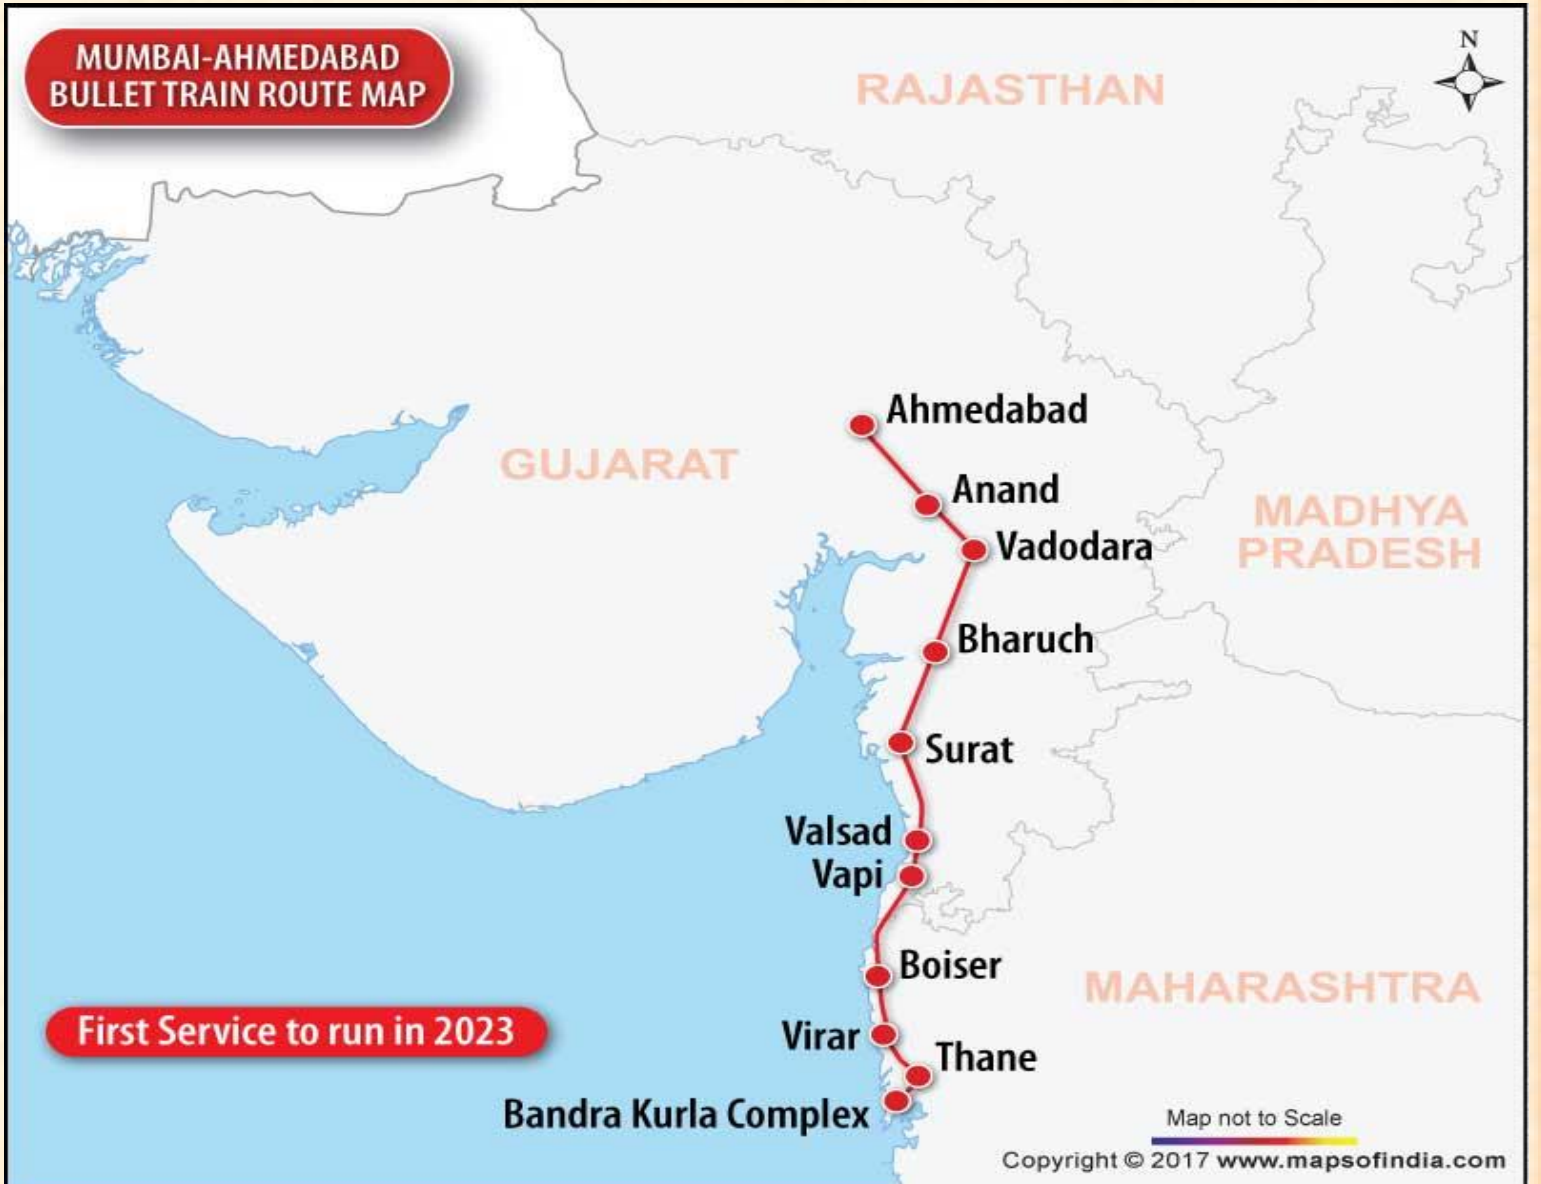 MUMBAI-AHMEDABAD
BULLET TRAIN ROUTE MAP
N
RAJASTHAN
Ahmedabad
GUJARAT
Anand
MADHYA
PRADESH
Vadodara
Bharuch
Surat
Valsad
Vapi
Boiser
MAHARASHTRA
First Service to run in 2023
Virar
Thane
Bandra Kurla Complex
Map not to Scale
Copyright © 2017 www.mapsofindia.com